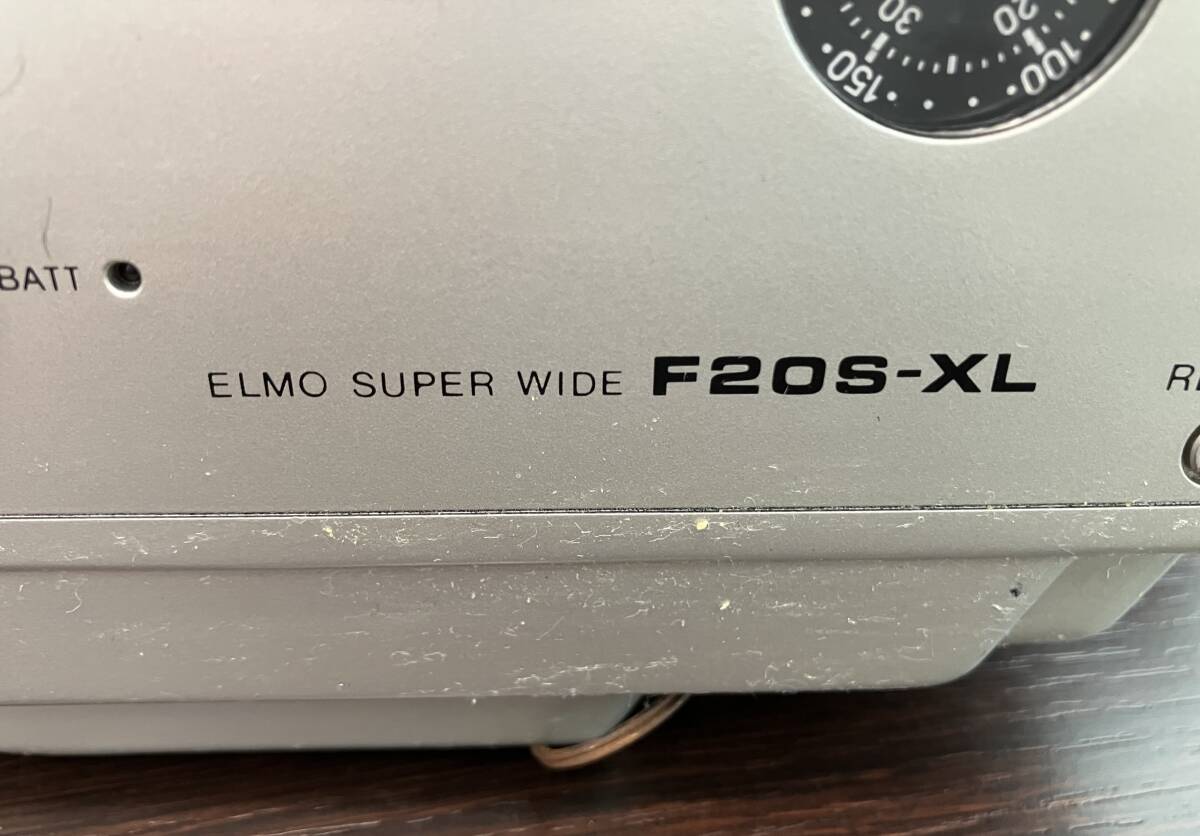 30 20
150 100
BATT
ELMO SUPER WIDE F20S-XL